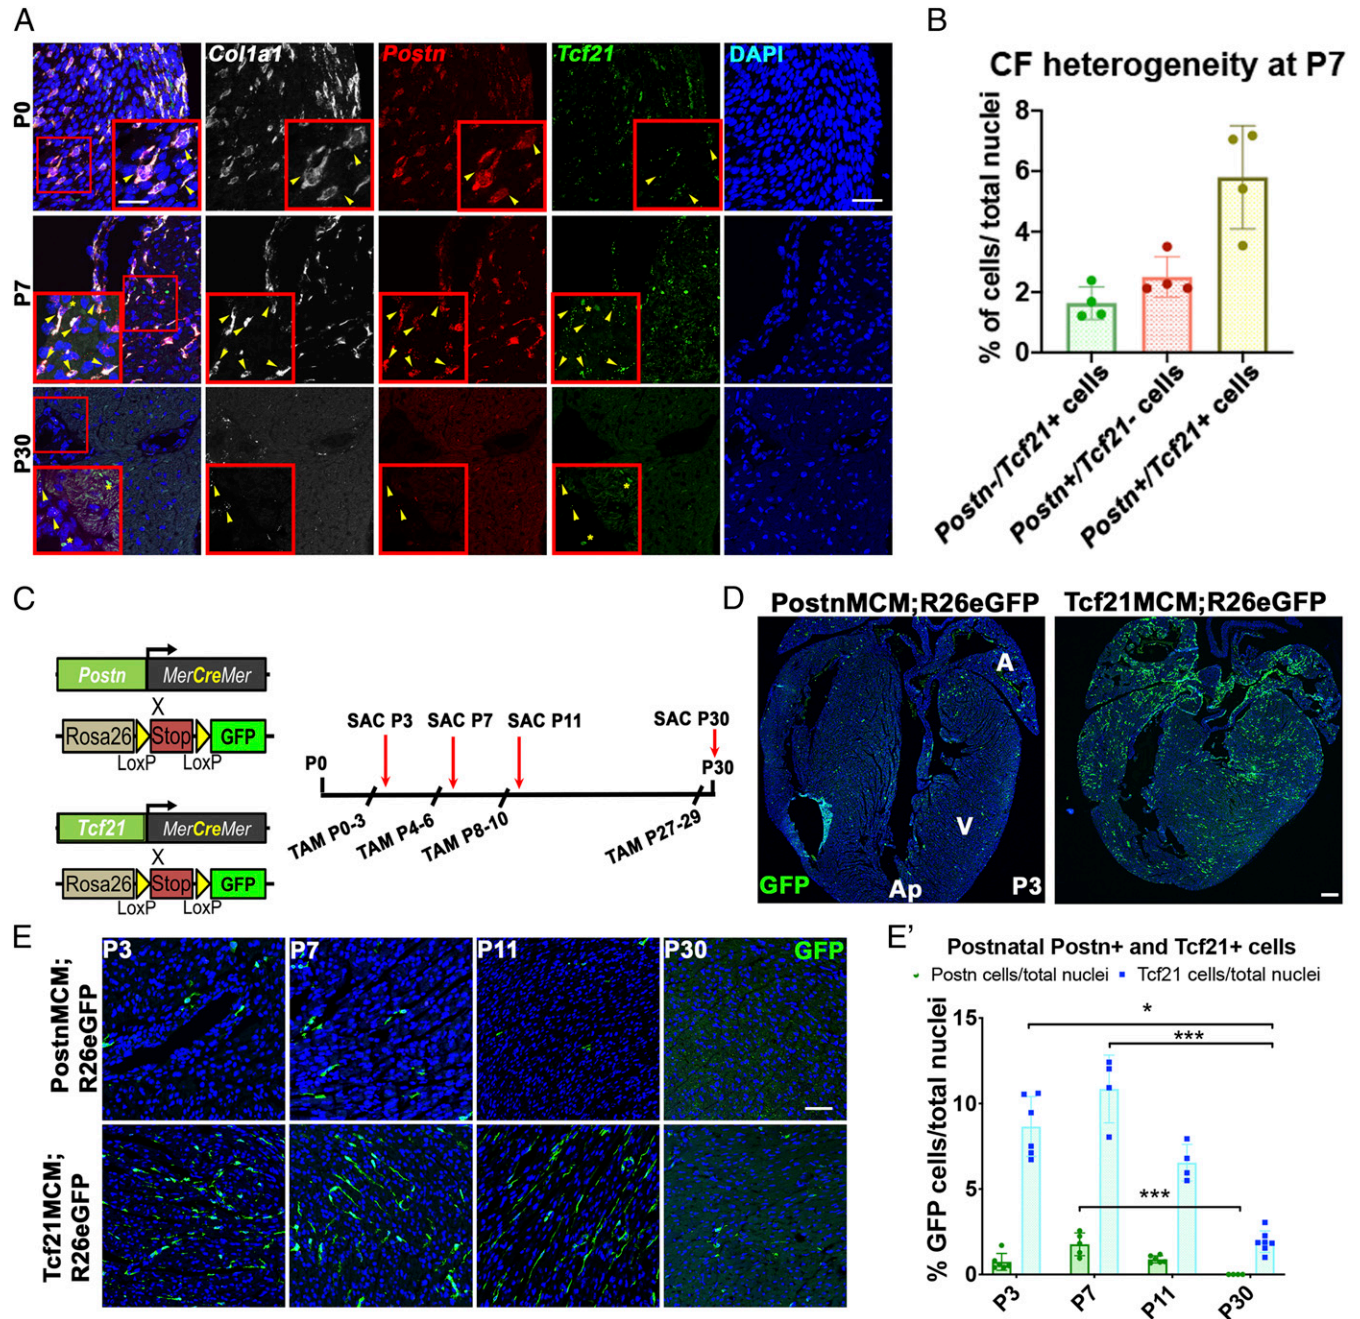 A
Col1a1
Postn
Tcf21
DAPI
P0
P7
P30
B
CF heterogeneity at P7
% of cells/ total nuclei
8
6
4
2
0
Postn-/Tcf21+ cells
Postn+/Tcf21- cells
Postn+/Tcf21+ cells
C
Postn MerCreMer
X
Rosa26 Stop GFP
LoxP LoxP
Tcf21 MerCreMer
X
Rosa26 Stop GFP
LoxP LoxP
SAC P3 SAC P7 SAC P11 SAC P30
P0 P30
TAM P0-3 TAM P4-6 TAM P8-10 TAM P27-29
D
PostnMCM;R26eGFP Tcf21MCM;R26eGFP
A
V
GFP Ap P3
E
P3 P7 P11 P30 GFP
PostnMCM;
R26eGFP
Tcf21MCM;
R26eGFP
E'
Postnatal Postn+ and Tcf21+ cells
Postn cells/total nuclei Tcf21 cells/total nuclei
% GFP cells/total nuclei
15
10
5
0
*
***
***
P3 P7 P11 P30